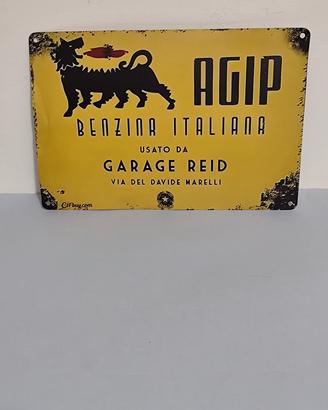 AGIP
BENZINA ITALIANA
USATO DA
GARAGE REID
VIA DEL DAVIDE MARELLI